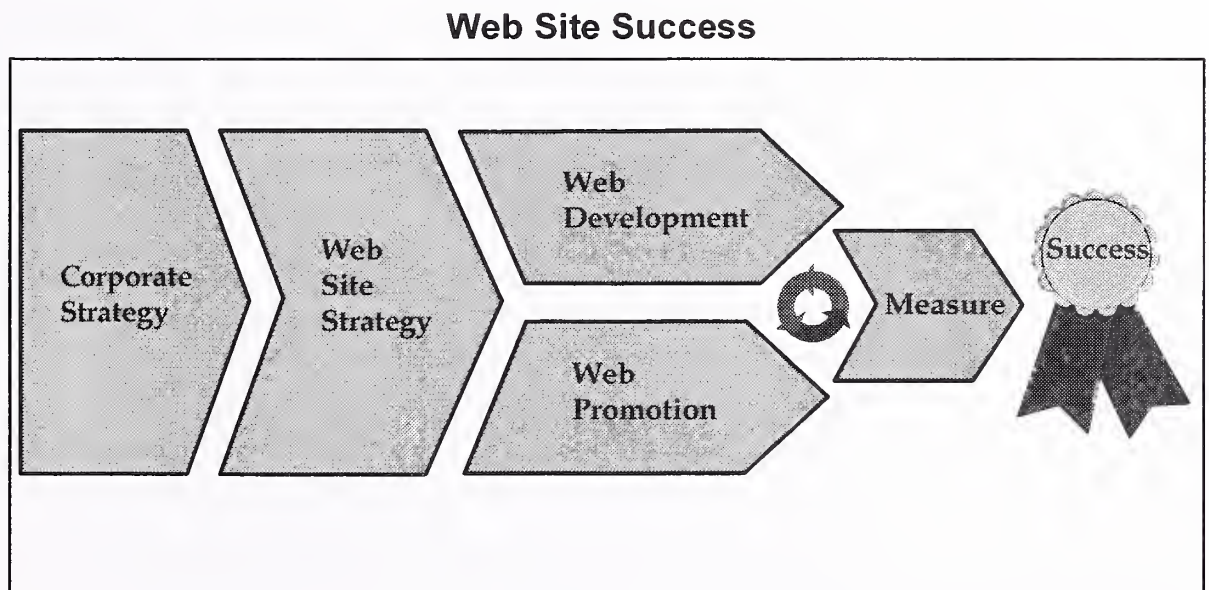 Web Site Success
Corporate
Strategy
Web
Site
Strategy
Web
Development
Web
Promotion
Measure
Success